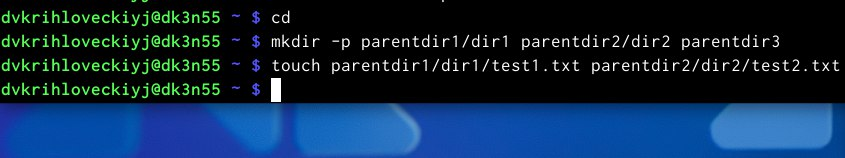 dvkrihloveckiyj@dk3n55 ~ $ cd
dvkrihloveckiyj@dk3n55 ~ $ mkdir -p parentdir1/dir1 parentdir2/dir2 parentdir3
dvkrihloveckiyj@dk3n55 ~ $ touch parentdir1/dir1/test1.txt parentdir2/dir2/test2.txt
dvkrihloveckiyj@dk3n55 ~ $